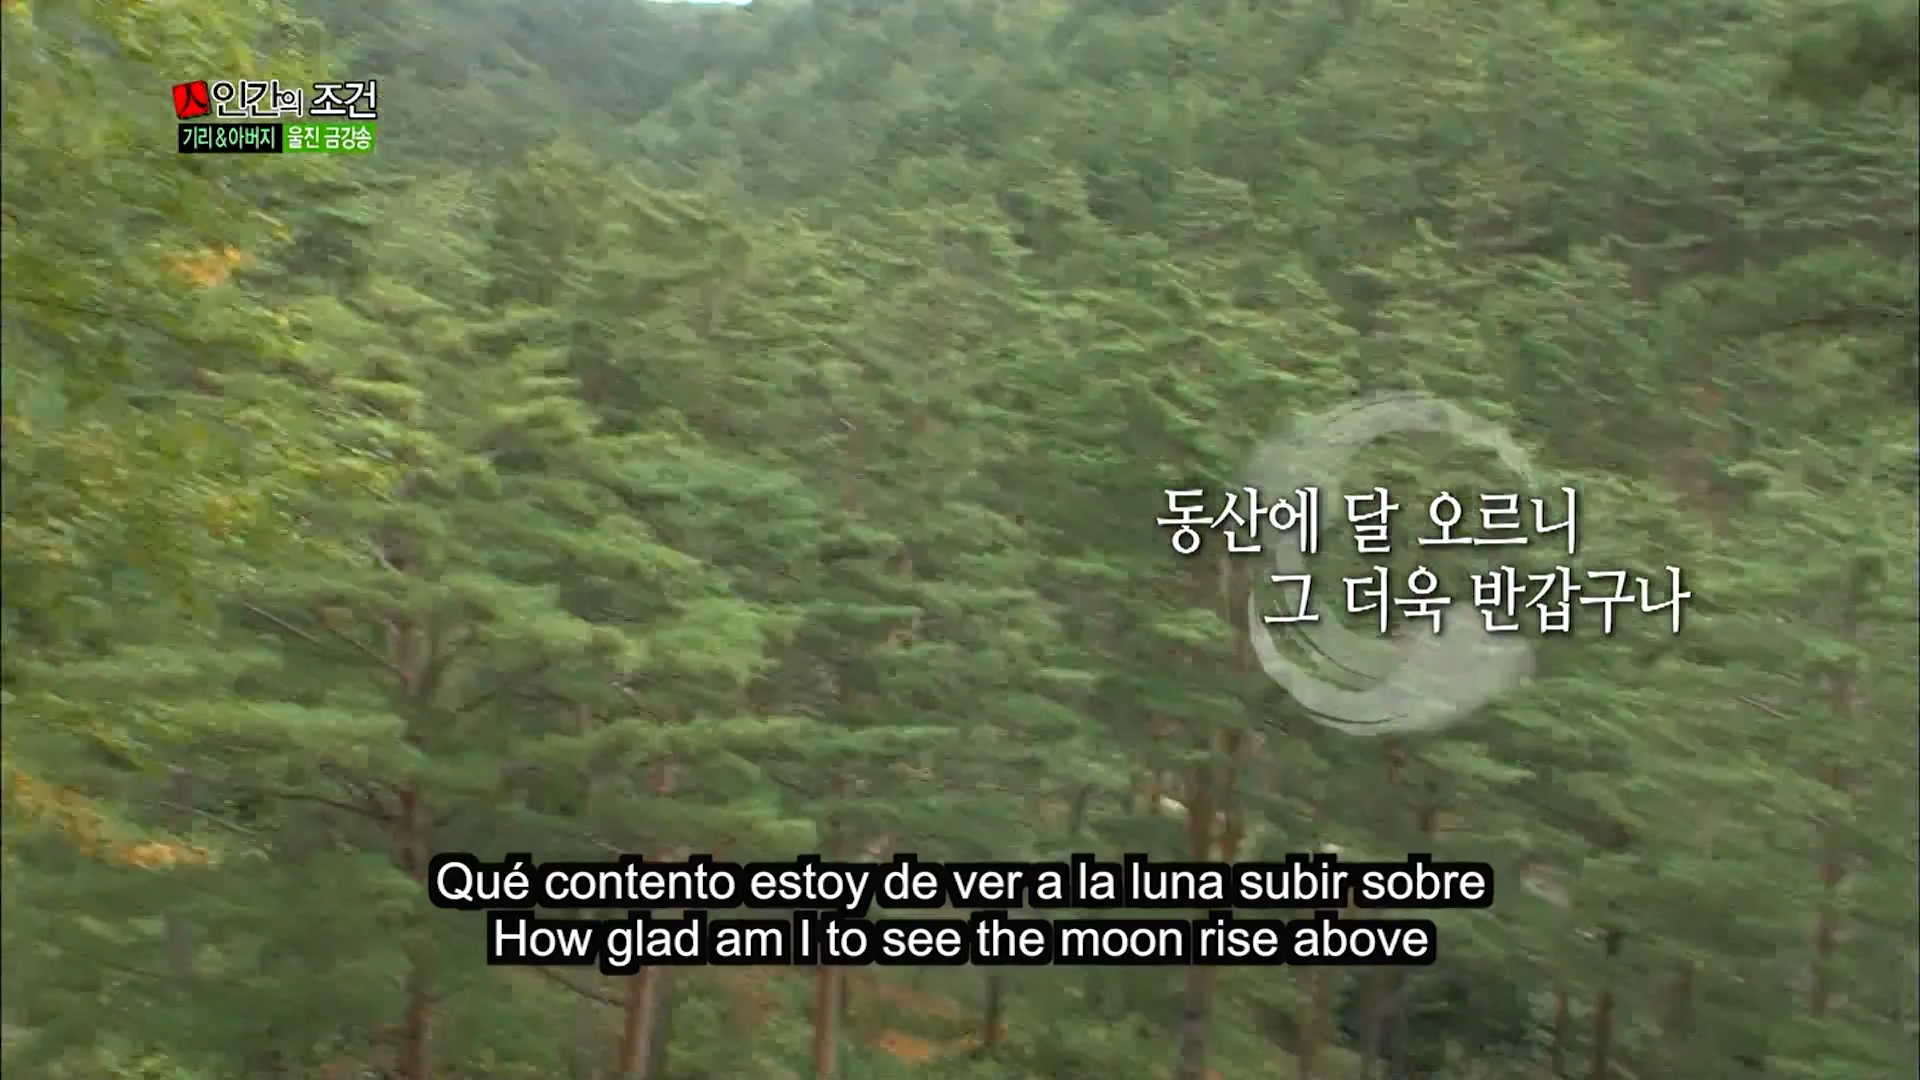 人 인간의 조건
기리&아버지 울진 금강송
동산에 달 오르니
그 더욱 반갑구나
Qué contento estoy de ver a la luna subir sobre
How glad am I to see the moon rise above